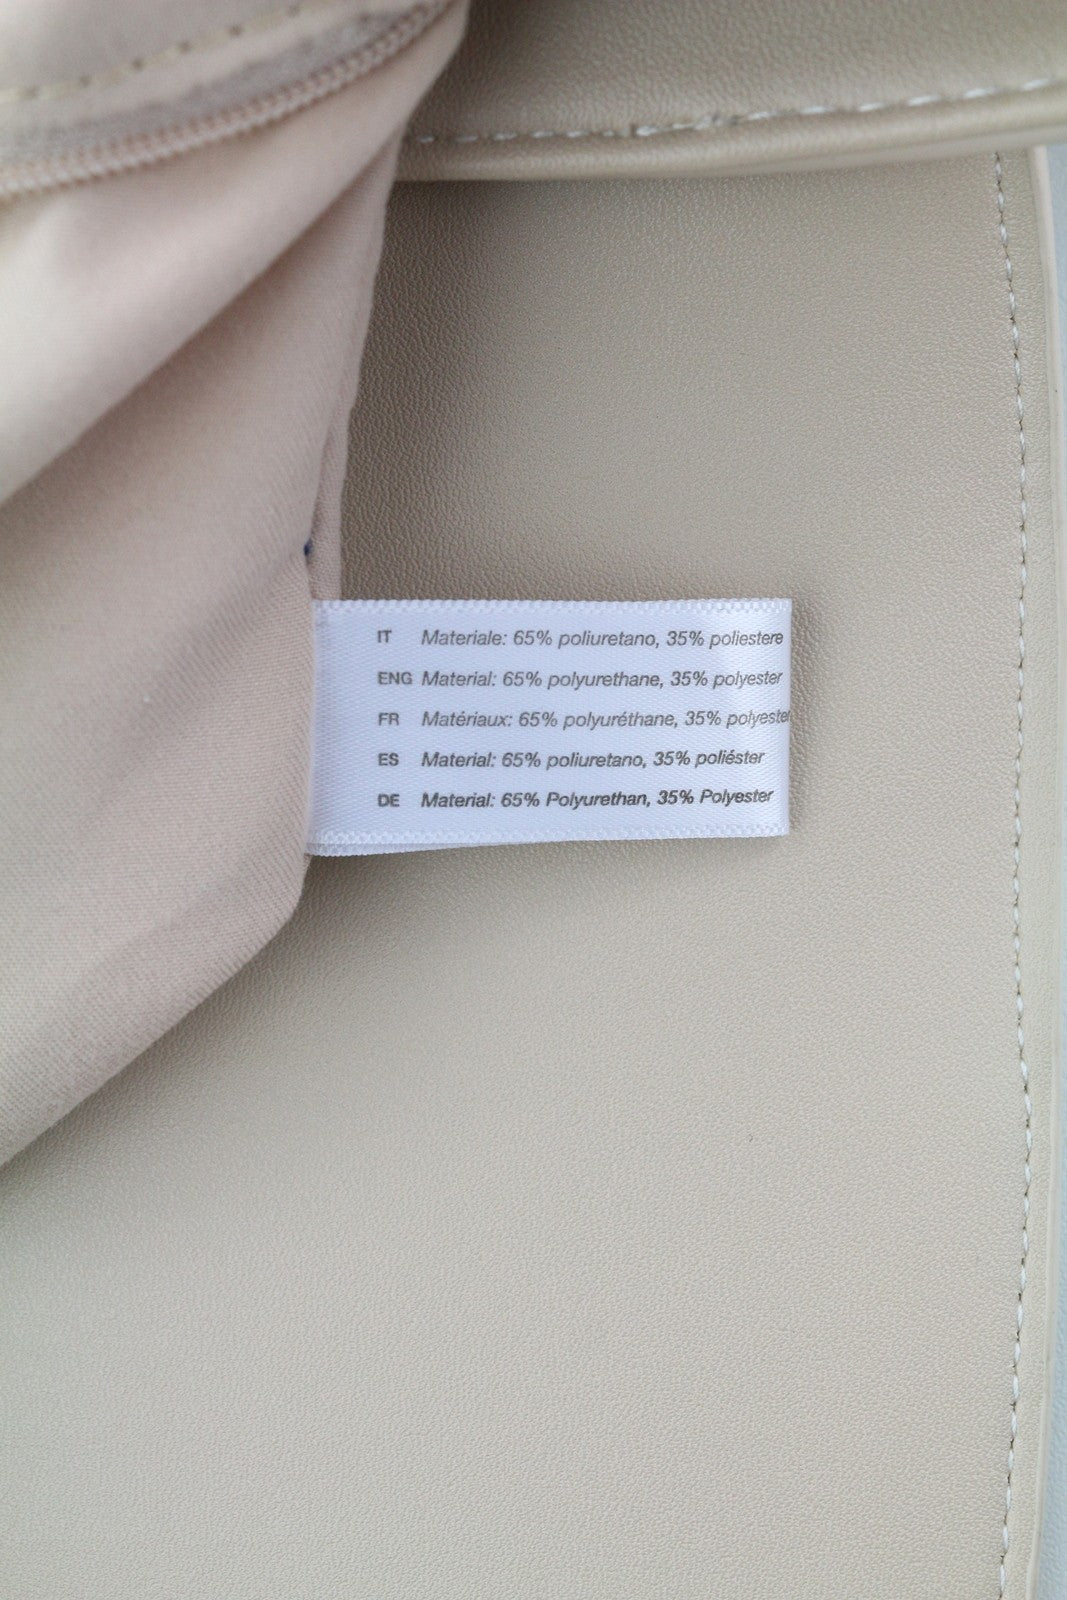 IT Materiale: 65% poliuretano, 35% poliestere
ENG Material: 65% polyurethane, 35% polyester
FR Matériaux: 65% polyuréthane, 35% polyester
ES Material: 65% poliuretano, 35% poliéster
DE Material: 65% Polyurethan, 35% Polyester